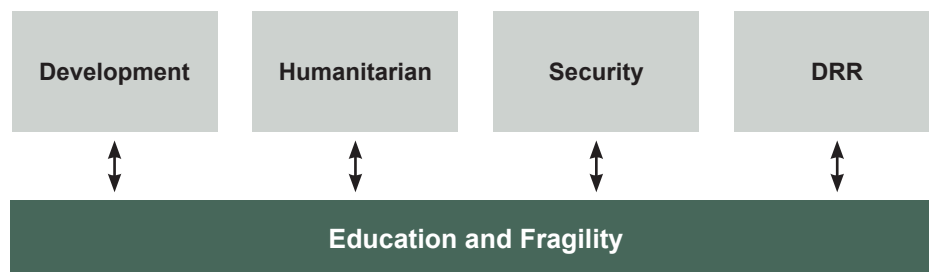 Development
Humanitarian
Security
DRR
Education and Fragility